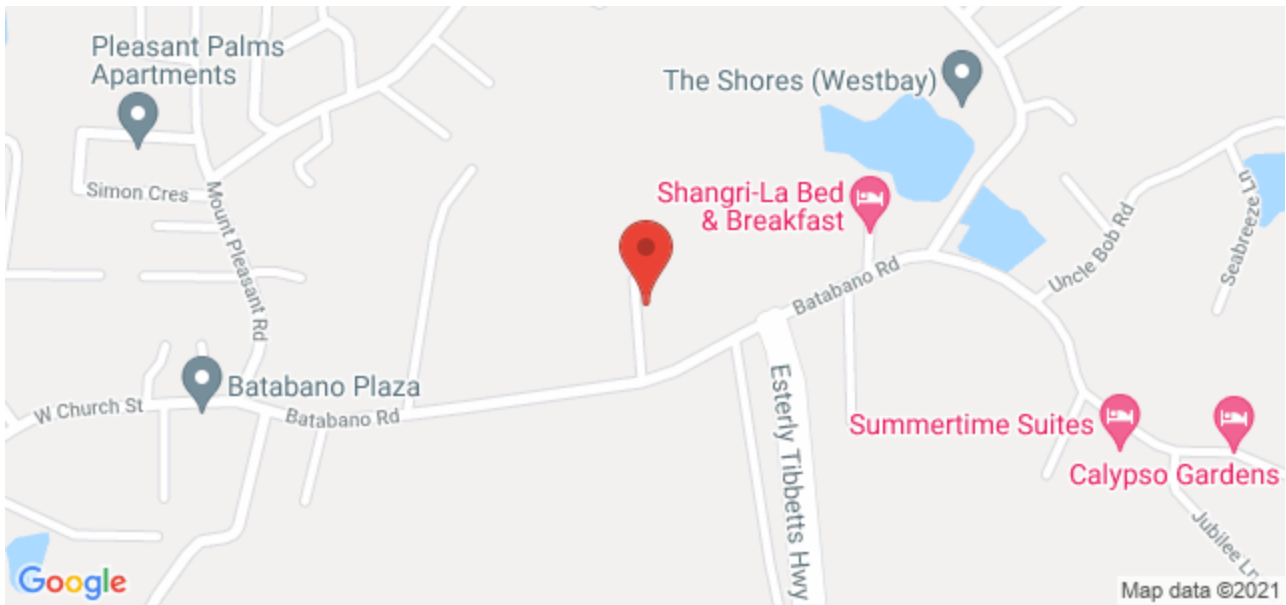 Pleasant Palms
Apartments
The Shores (Westbay)
Simon Cres
Mount Pleasant Rd
Shangri-La Bed
& Breakfast
Seabreeze Ln
Uncle Bob Rd
Batabano Rd
Batabano Plaza
W Church St
Batabano Rd
Esterly Tibbetts Hwy
Summertime Suites
Calypso Gardens
Jubilee Ln
Google
Map data ©2021